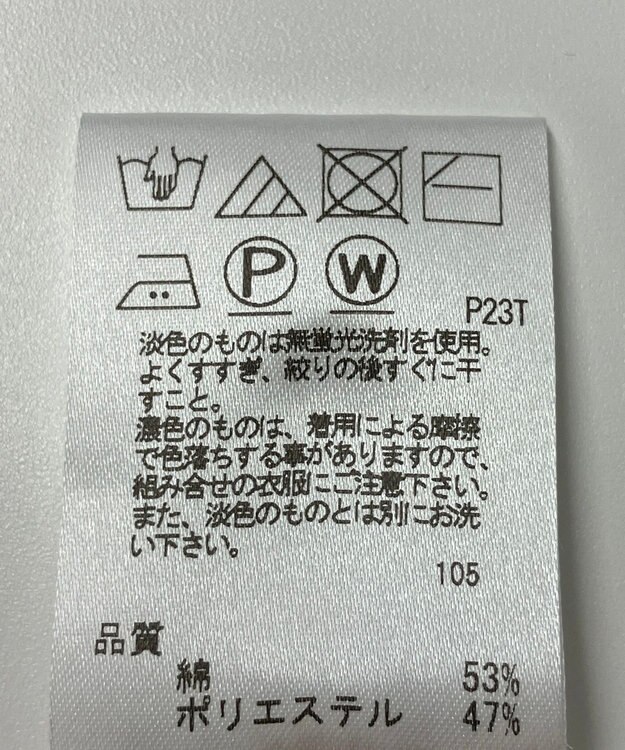 P W
P23T
淡色のものは無蛍光洗剤を使用。
よくすすぎ、絞りの後すぐに干
すこと。
濃色のものは、着用による摩擦
で色落ちする事がありますので、
組み合せの衣服にご注意下さい。
また、淡色のものとは別にお洗
い下さい。
105
品質
綿 53%
ポリエステル 47%